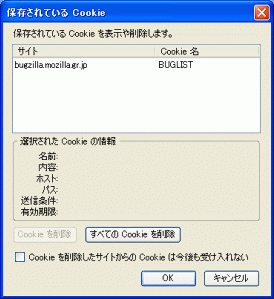 保存されている Cookie
保存されている Cookie を表示や削除します。
サイト Cookie 名
bugzilla.mozilla.gr.jp BUGLIST
選択された Cookie の情報
名前:
内容:
ホスト:
パス:
送信条件:
有効期限:
Cookie を削除 すべての Cookie を削除
Cookie を削除したサイトからの Cookie は今後も受け入れない
OK キャンセル